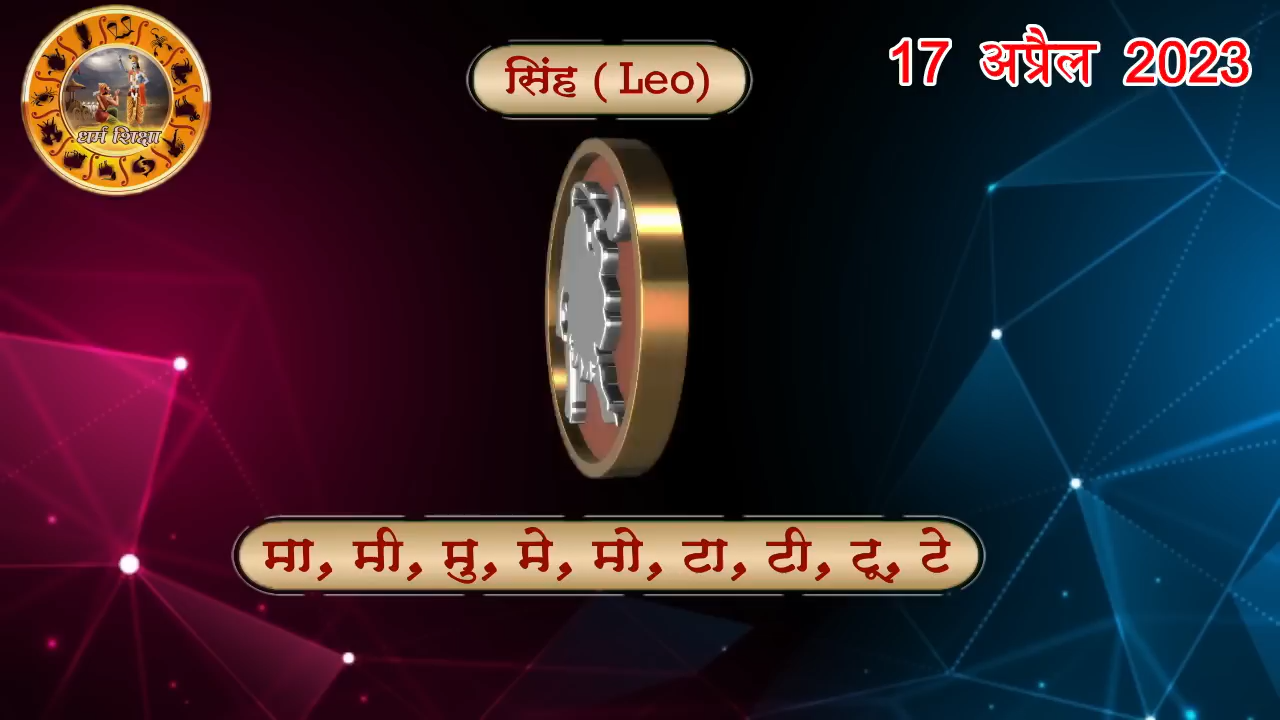 धर्म शिक्षा
सिंह ( Leo)
17 अप्रैल 2023
मा, मी, मु, मे, मो, टा, टी, टू, टे